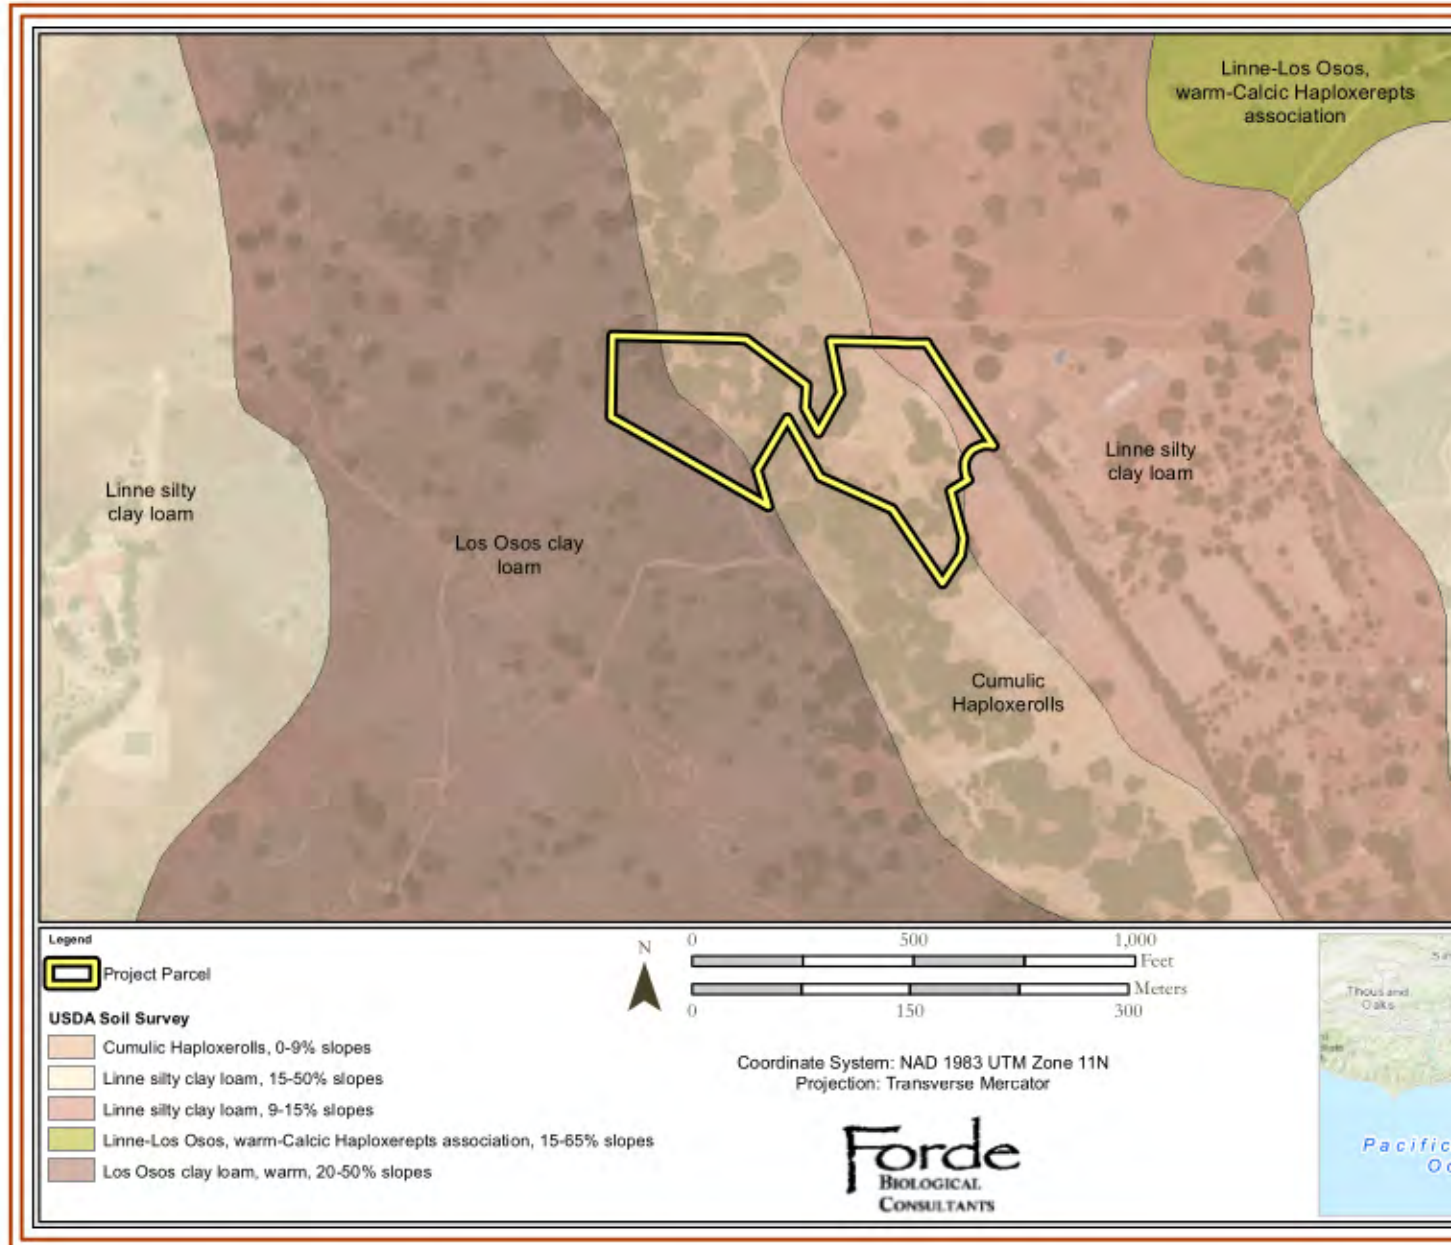 Linne-Los Osos,
warm-Calcic Haploxerepts
association
Linne silty
clay loam
Linne silty
clay loam
Los Osos clay
loam
Cumulic
Haploxerolls
Legend
Project Parcel
USDA Soil Survey
Cumulic Haploxerolls, 0-9% slopes
Linne silty clay loam, 15-50% slopes
Linne silty clay loam, 9-15% slopes
Linne-Los Osos, warm-Calcic Haploxerepts association, 15-65% slopes
Los Osos clay loam, warm, 20-50% slopes
N
0 500 1,000
Feet
Meters
0 150 300
Coordinate System: NAD 1983 UTM Zone 11N
Projection: Transverse Mercator
Forde
BIOLOGICAL
CONSULTANTS
Thousand
Oaks
Pacific